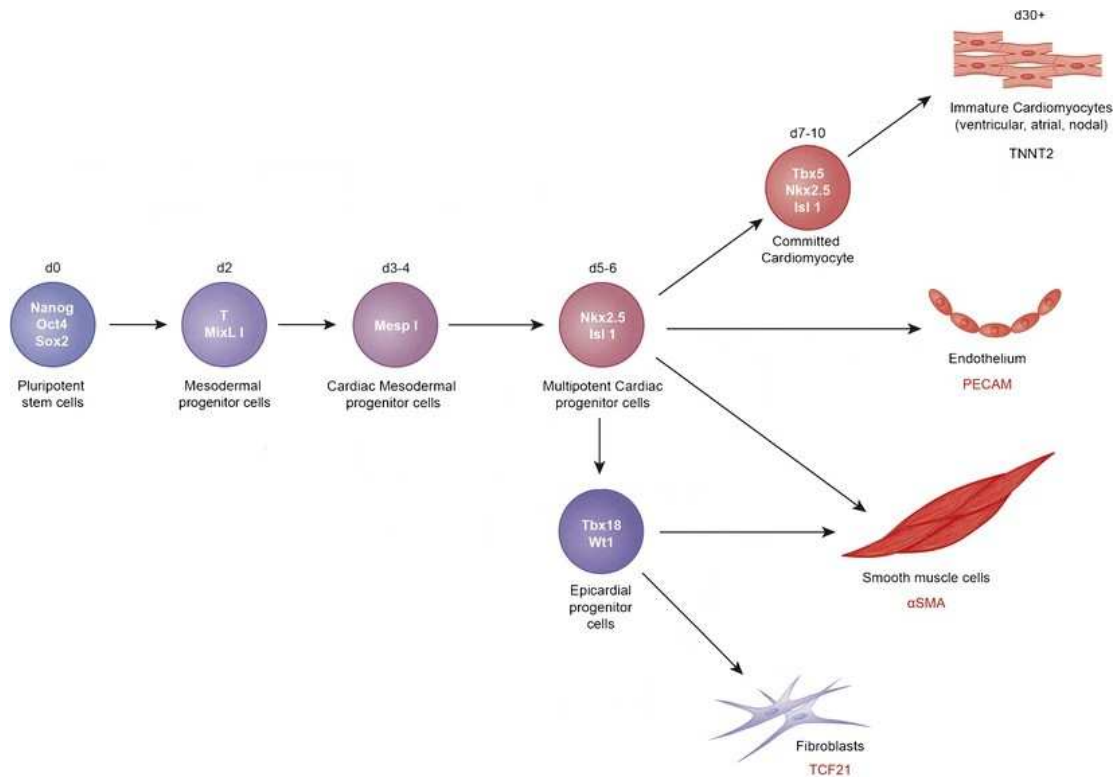 d30+
Immature Cardiomyocytes
(ventricular, atrial, nodal)
TNNT2
d7-10
Tbx5
Nkx2.5
Isl 1
Committed
Cardiomyocyte
d0
Nanog
Oct4
Sox2
Pluripotent
stem cells
d2
T
MixL I
Mesodermal
progenitor cells
d3-4
Mesp I
Cardiac Mesodermal
progenitor cells
d5-6
Nkx2.5
Isl 1
Multipotent Cardiac
progenitor cells
Endothelium
PECAM
Tbx18
Wt1
Epicardial
progenitor
cells
Smooth muscle cells
αSMA
Fibroblasts
TCF21